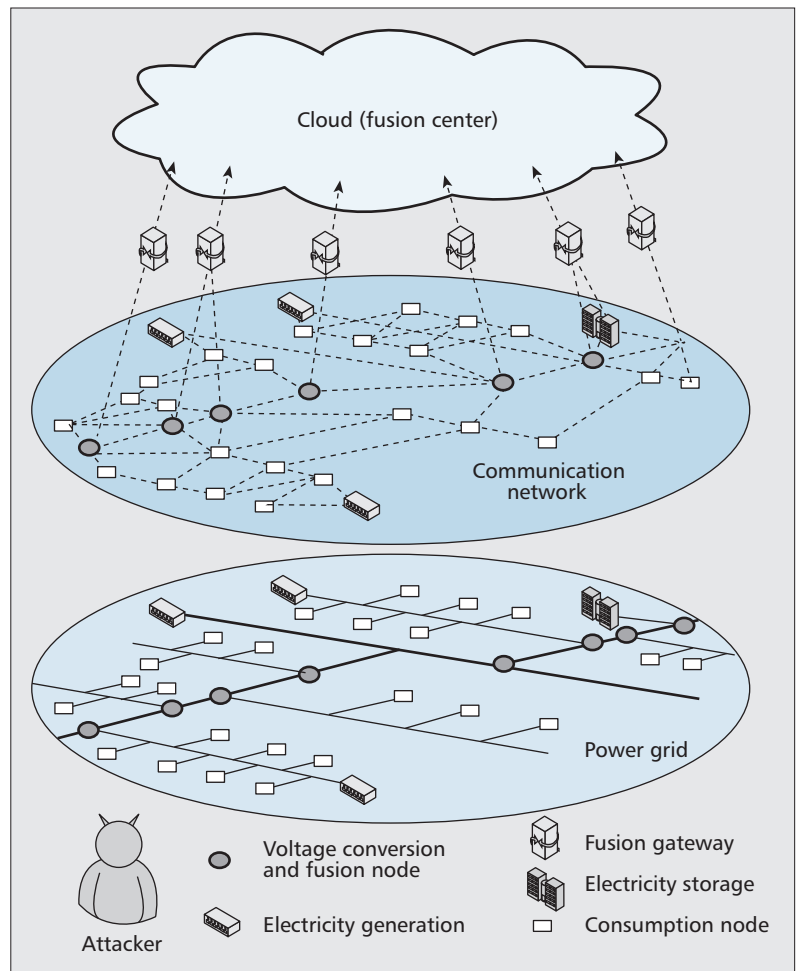 Cloud (fusion center)
Communication
network
Power grid
Attacker
Voltage conversion
and fusion node
Electricity generation
Fusion gateway
Electricity storage
Consumption node